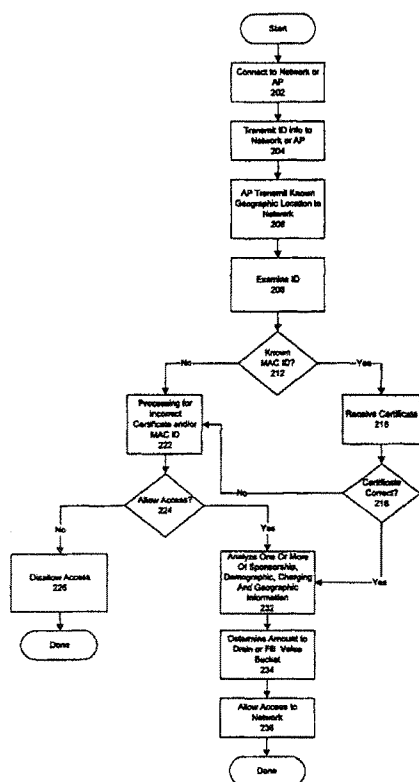 Start
Connect to Network or
AP
202
Transmit ID Info to
Network or AP
204
AP Transmit Known
Geographic Location to
Network
206
Examine ID
208
Known
MAC ID?
212
No
Yes
Processing for
Incorrect
Certificate and/or
MAC ID
222
Receive Certificate
216
Certificate
Correct?
218
No
Yes
Allow Access?
224
No
Yes
Disallow Access
226
Done
Analyze One Or More
Of Sponsorship,
Demographic, Charging
And Geographic
Information
232
Determine Amount to
Drain or Fill Value
Bucket
234
Allow Access to
Network
236
Done